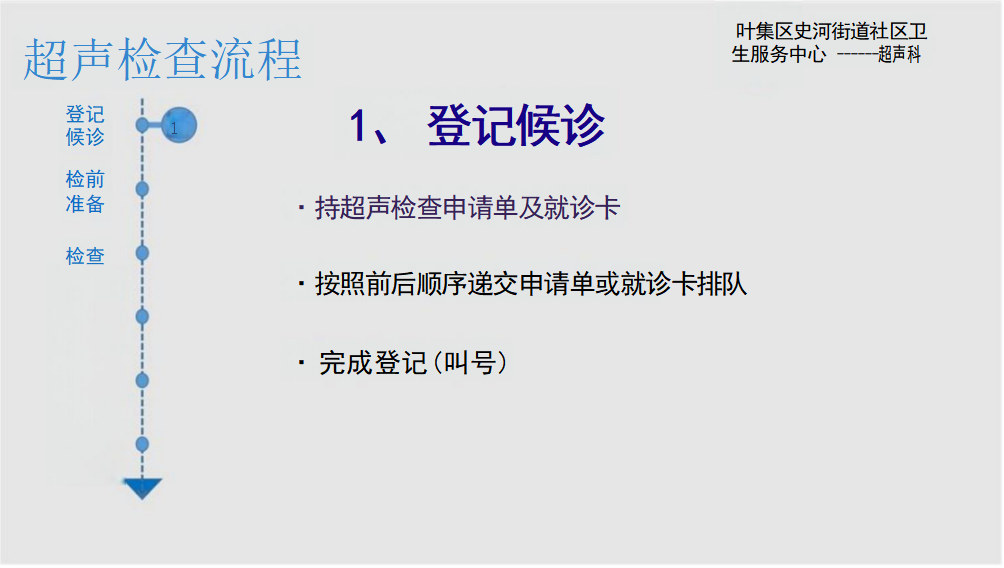 超声检查流程
叶集区史河街道社区卫
生服务中心 ------超声科
登记
候诊
1
1、 登记候诊
检前
准备
·持超声检查申请单及就诊卡
检查
·按照前后顺序递交申请单或就诊卡排队
· 完成登记(叫号)